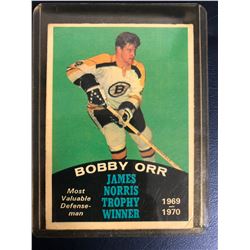 B
BOBBY ORR
JAMES
NORRIS
TROPHY
WINNER
Most
Valuable
Defense-
man
1969
1970